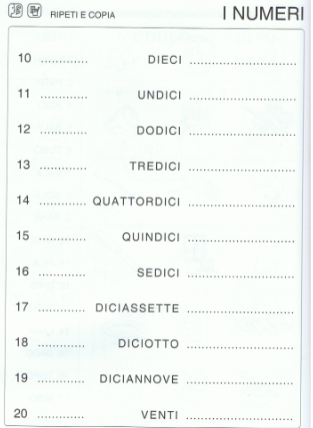 RIPETI E COPIA I NUMERI
10 ............. DIECI ...........................
11 ............. UNDICI ...........................
12 ............. DODICI ...........................
13 ............. TREDICI ...........................
14 ............. QUATTORDICI ...........................
15 ............. QUINDICI ...........................
16 ............. SEDICI ...........................
17 ............. DICIASSETTE ...........................
18 ............. DICIOTTO ...........................
19 ............. DICIANNOVE ...........................
20 ............. VENTI ...........................